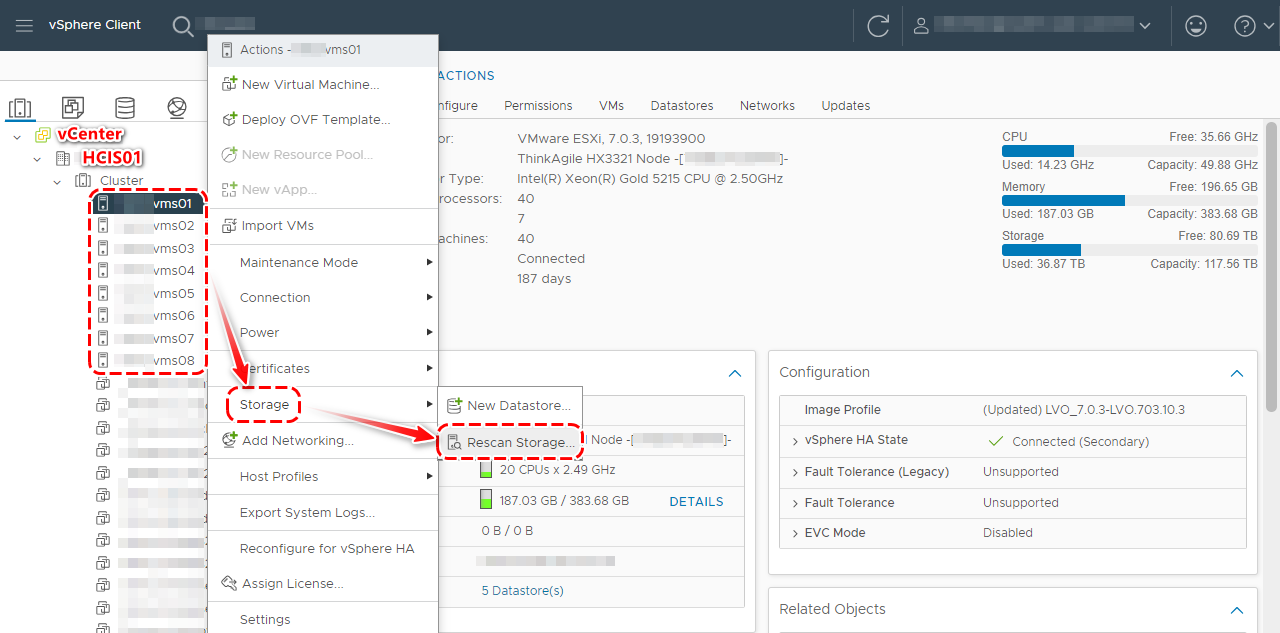 vSphere Client
vCenter
HCIS01
Cluster
vms01
vms02
vms03
vms04
vms05
vms06
vms07
vms08
Actions - vms01
New Virtual Machine...
Deploy OVF Template...
New Resource Pool...
New vApp...
Import VMs
Maintenance Mode
Connection
Power
ertificates
Storage
Add Networking...
Host Profiles
Export System Logs...
Reconfigure for vSphere HA
Assign License...
Settings
New Datastore...
Rescan Storage...
ACTIONS
nfigure Permissions VMs Datastores Networks Updates
or: VMware ESXi, 7.0.3, 19193900
ThinkAgile HX3321 Node -[ ]-
r Type: Intel(R) Xeon(R) Gold 5215 CPU @ 2.50GHz
rocessors: 40
7
achines: 40
Connected
187 days
CPU Free: 35.66 GHz
Used: 14.23 GHz Capacity: 49.88 GHz
Memory Free: 196.65 GB
Used: 187.03 GB Capacity: 383.68 GB
Storage Free: 80.69 TB
Used: 36.87 TB Capacity: 117.56 TB
Node -[ ]-
20 CPUs x 2.49 GHz
187.03 GB / 383.68 GB DETAILS
0 B / 0 B
5 Datastore(s)
Configuration
Image Profile (Updated) LVO_7.0.3-LVO.703.10.3
vSphere HA State Connected (Secondary)
Fault Tolerance (Legacy) Unsupported
Fault Tolerance Unsupported
EVC Mode Disabled
Related Objects